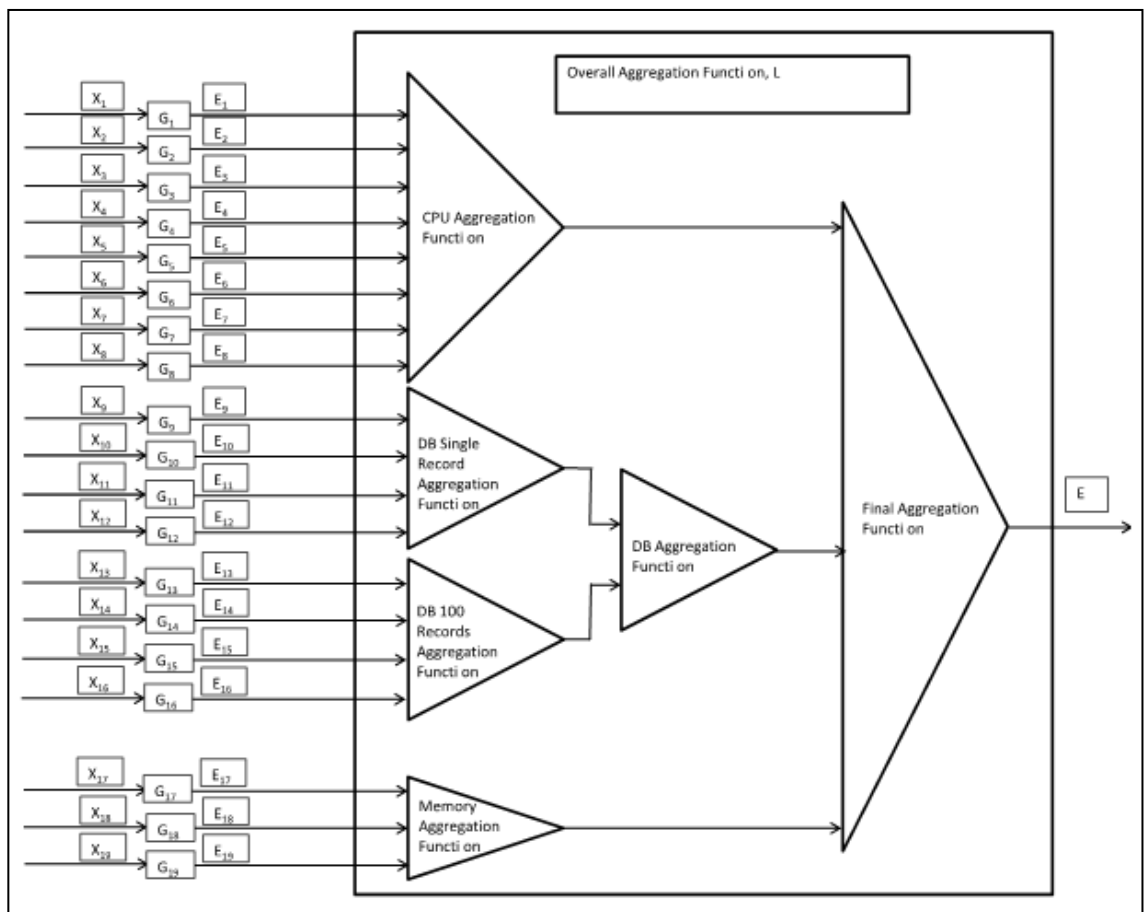 Overall Aggregation Functi on, L
X₁ G₁ E₁
X₂ G₂ E₂
X₃ G₃ E₃
X₄ G₄ E₄
X₅ G₅ E₅
X₆ G₆ E₆
X₇ G₇ E₇
X₈ G₈ E₈
CPU Aggregation
Functi on
X₉ G₉ E₉
X₁₀ G₁₀ E₁₀
X₁₁ G₁₁ E₁₁
X₁₂ G₁₂ E₁₂
DB Single
Record
Aggregation
Functi on
X₁₃ G₁₃ E₁₃
X₁₄ G₁₄ E₁₄
X₁₅ G₁₅ E₁₅
X₁₆ G₁₆ E₁₆
DB 100
Records
Aggregation
Functi on
DB Aggregation
Functi on
X₁₇ G₁₇ E₁₇
X₁₈ G₁₈ E₁₈
X₁₉ G₁₉ E₁₉
Memory
Aggregation
Functi on
Final Aggregation
Functi on
E